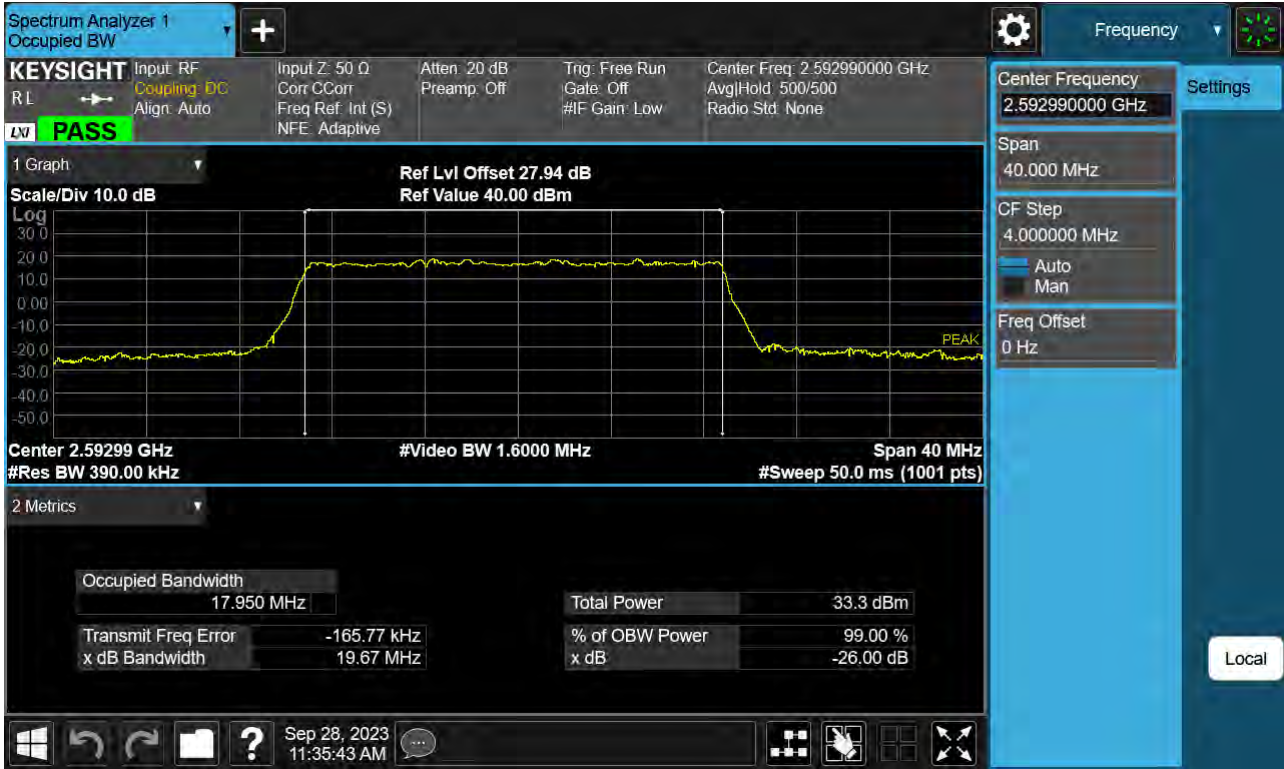 Spectrum Analyzer 1
Occupied BW
Frequency
KEYSIGHT
R L
LXI
PASS
Input: RF
Coupling: DC
Align: Auto
Input Z: 50 Ω
Corr CCorr
Freq Ref: Int (S)
NFE: Adaptive
Atten: 20 dB
Preamp: Off
Trig: Free Run
Gate: Off
#IF Gain: Low
Center Freq: 2.592990000 GHz
Avg|Hold: 500/500
Radio Std: None
1 Graph
Scale/Div 10.0 dB
Ref Lvl Offset 27.94 dB
Ref Value 40.00 dBm
Log
30.0
20.0
10.0
0.00
-10.0
-20.0
-30.0
-40.0
-50.0
PEAK
Center 2.59299 GHz
#Video BW 1.6000 MHz
Span 40 MHz
#Res BW 390.00 kHz
#Sweep 50.0 ms (1001 pts)
2 Metrics
Occupied Bandwidth
17.950 MHz
Total Power 33.3 dBm
Transmit Freq Error -165.77 kHz
% of OBW Power 99.00 %
x dB Bandwidth 19.67 MHz
x dB -26.00 dB
Center Frequency
2.592990000 GHz
Settings
Span
40.000 MHz
CF Step
4.000000 MHz
Auto
Man
Freq Offset
0 Hz
Local
?
Sep 28, 2023
11:35:43 AM